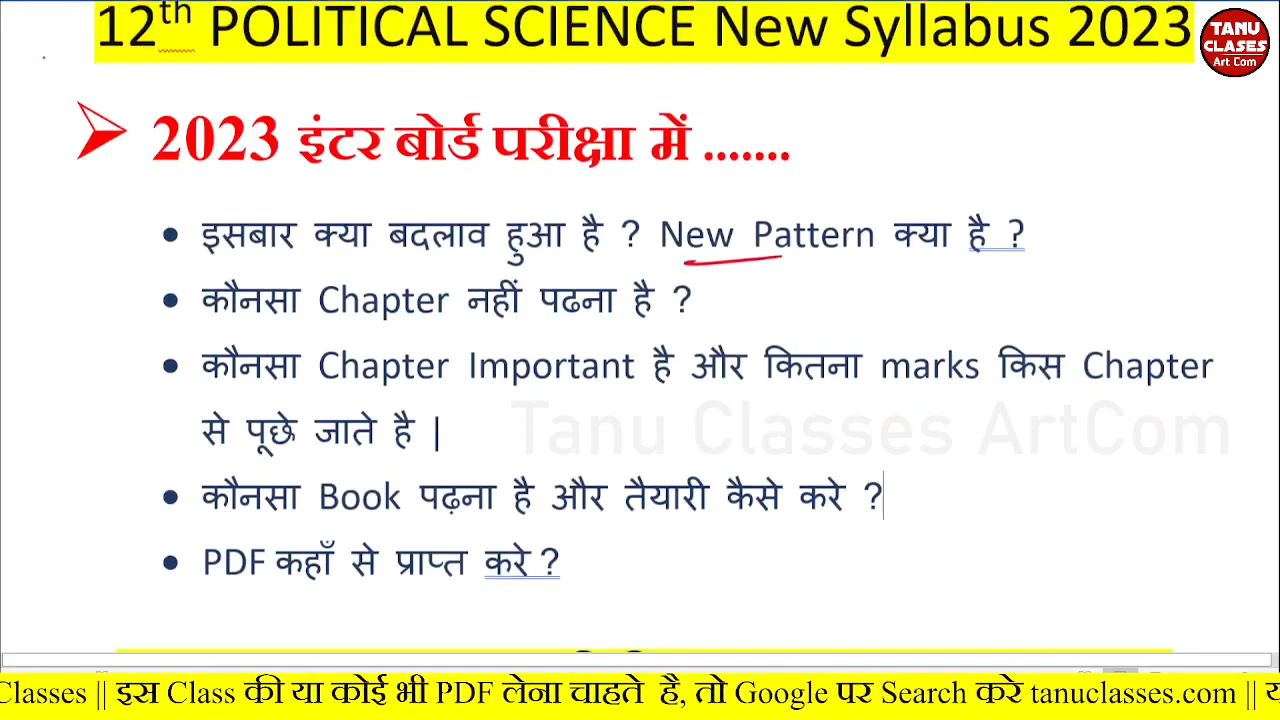 12th POLITICAL SCIENCE New Syllabus 2023
TANU
CLASES
Art Com
2023 इंटर बोर्ड परीक्षा में .......
• इसबार क्या बदलाव हुआ है ? New Pattern क्या है ?
• कौनसा Chapter नहीं पढना है ?
• कौनसा Chapter Important है और कितना marks किस Chapter
से पूछे जाते है |
Tanu Classes ArtCom
• कौनसा Book पढ़ना है और तैयारी कैसे करे ?
• PDF कहाँ से प्राप्त करे ?
Classes || इस Class की या कोई भी PDF लेना चाहते है, तो Google पर Search करे tanuclasses.com ||